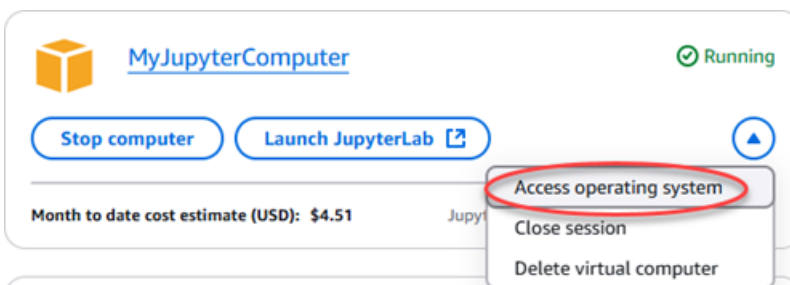 MyJupyterComputer
Running
Stop computer
Launch JupyterLab
Access operating system
Month to date cost estimate (USD): $4.51
Close session
Delete virtual computer